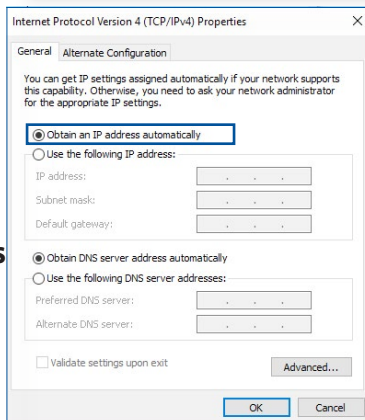 Internet Protocol Version 4 (TCP/IPv4) Properties
General
Alternate Configuration
You can get IP settings assigned automatically if your network supports
this capability. Otherwise, you need to ask your network administrator
for the appropriate IP settings.
Obtain an IP address automatically
Use the following IP address:
IP address:
Subnet mask:
Default gateway:
s
Obtain DNS server address automatically
Use the following DNS server addresses:
Preferred DNS server:
Alternate DNS server:
Validate settings upon exit
Advanced...
OK
Cancel